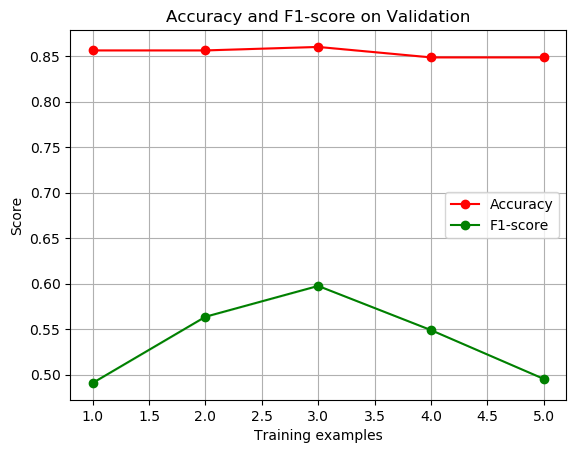 Accuracy and F1-score on Validation
0.85
0.80
0.75
0.70
0.65
0.60
0.55
0.50
Score
Accuracy
F1-score
1.0 1.5 2.0 2.5 3.0 3.5 4.0 4.5 5.0
Training examples